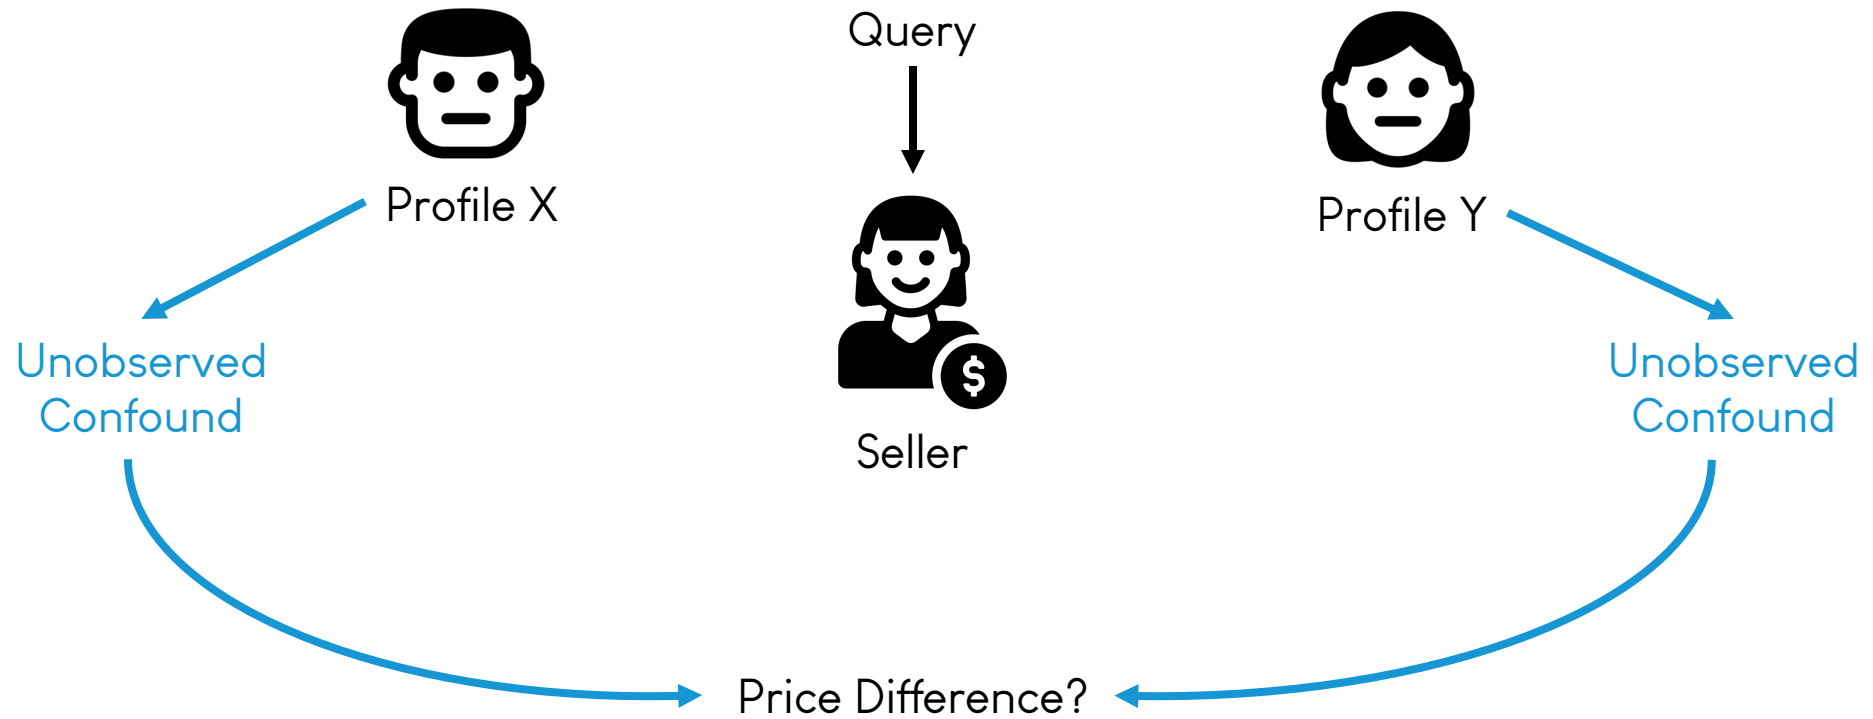 Query
Profile X
Profile Y
Unobserved
Confound
$
Seller
Unobserved
Confound
Price Difference?